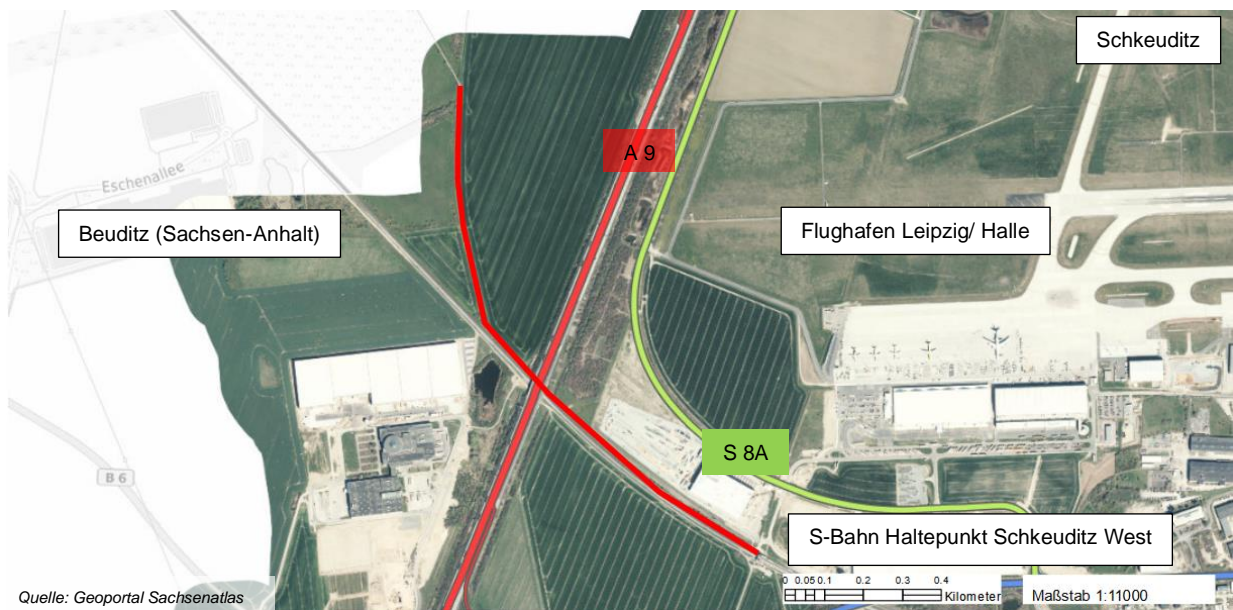 Schkeuditz
A 9
Eschenallee
Beuditz (Sachsen-Anhalt)
Flughafen Leipzig/ Halle
S 8A
B 6
S-Bahn Haltepunkt Schkeuditz West
0 0.05 0.1 0.2 0.3 0.4
Kilometer
Maßstab 1:11000
Quelle: Geoportal Sachsenatlas